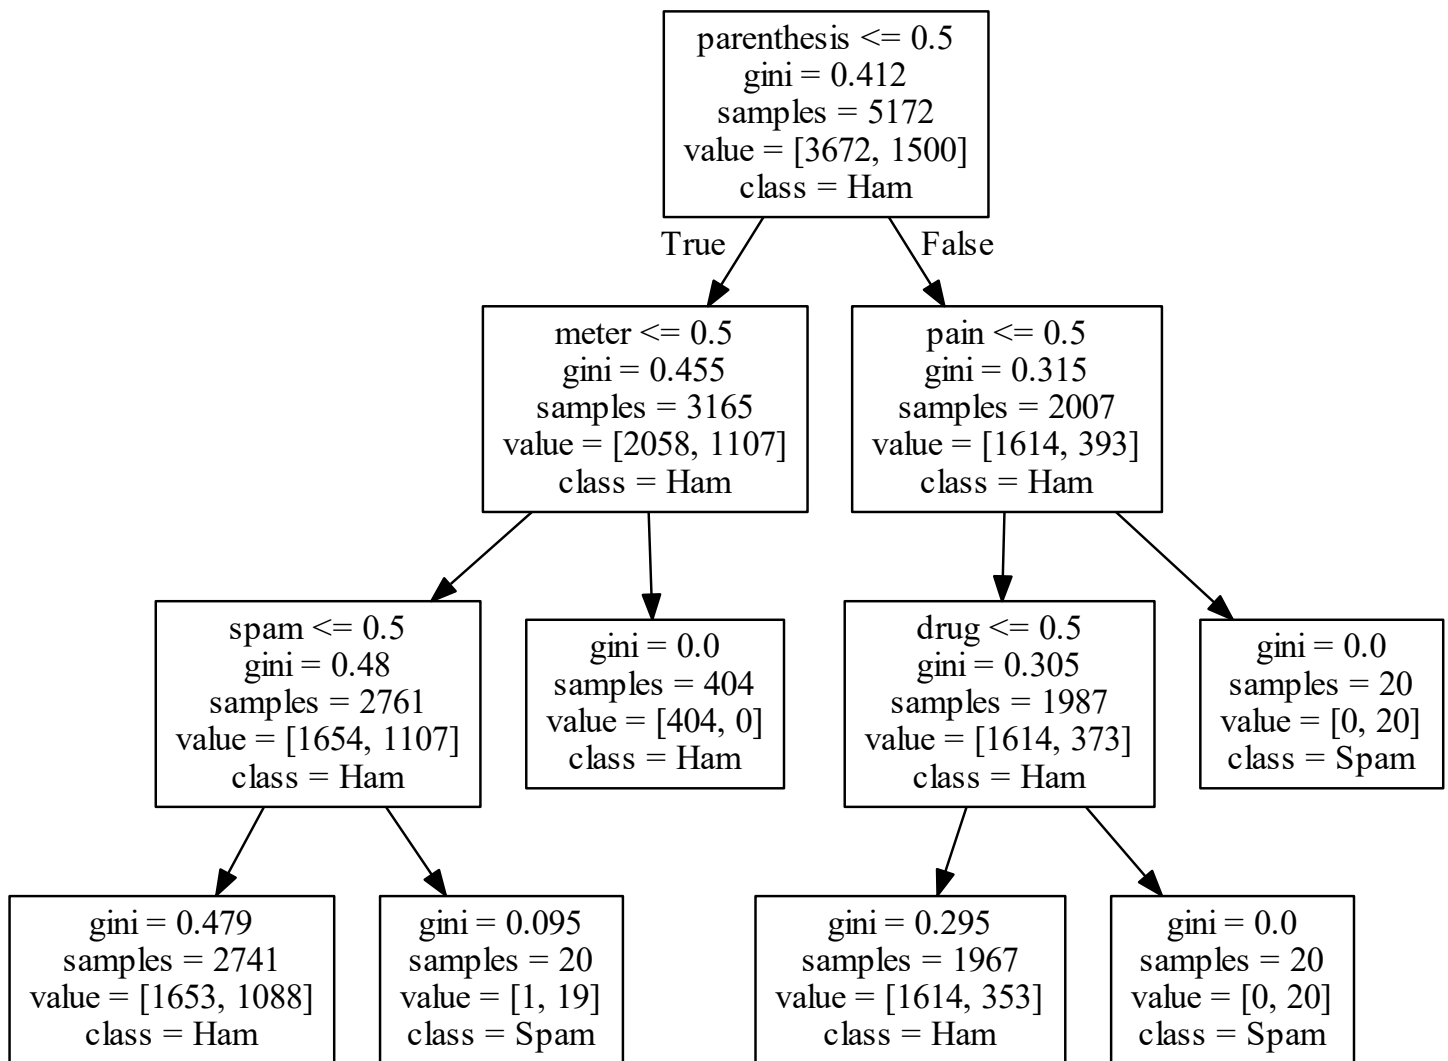 parenthesis <= 0.5
gini = 0.412
samples = 5172
value = [3672, 1500]
class = Ham
True
False
meter <= 0.5
gini = 0.455
samples = 3165
value = [2058, 1107]
class = Ham
pain <= 0.5
gini = 0.315
samples = 2007
value = [1614, 393]
class = Ham
spam <= 0.5
gini = 0.48
samples = 2761
value = [1654, 1107]
class = Ham
gini = 0.0
samples = 404
value = [404, 0]
class = Ham
drug <= 0.5
gini = 0.305
samples = 1987
value = [1614, 373]
class = Ham
gini = 0.0
samples = 20
value = [0, 20]
class = Spam
gini = 0.479
samples = 2741
value = [1653, 1088]
class = Ham
gini = 0.095
samples = 20
value = [1, 19]
class = Spam
gini = 0.295
samples = 1967
value = [1614, 353]
class = Ham
gini = 0.0
samples = 20
value = [0, 20]
class = Spam